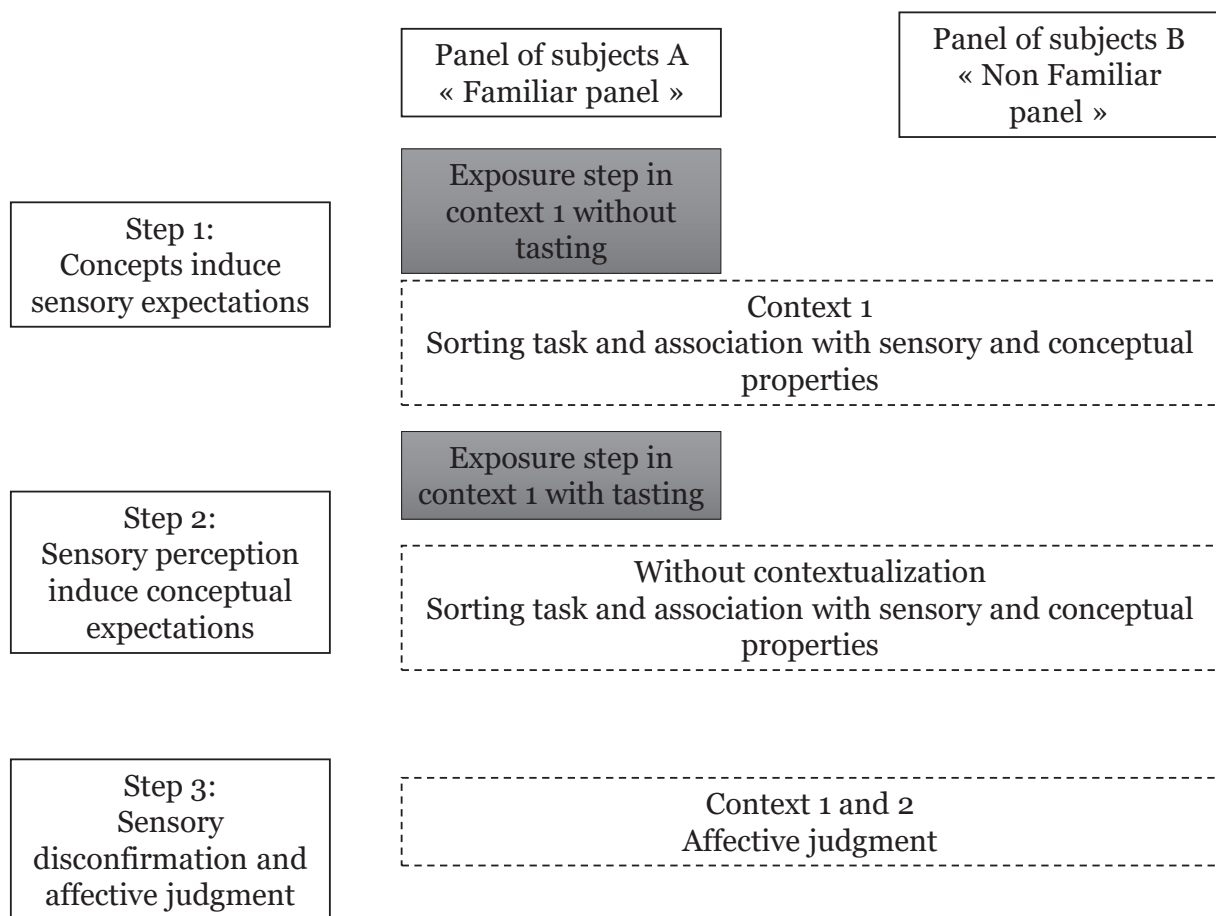 Panel of subjects A
« Familiar panel »
Panel of subjects B
« Non Familiar
panel »
Exposure step in
context 1 without
tasting
Step 1:
Concepts induce
sensory expectations
Context 1
Sorting task and association with sensory and conceptual
properties
Exposure step in
context 1 with tasting
Step 2:
Sensory perception
induce conceptual
expectations
Without contextualization
Sorting task and association with sensory and conceptual
properties
Step 3:
Sensory
disconfirmation and
affective judgment
Context 1 and 2
Affective judgment